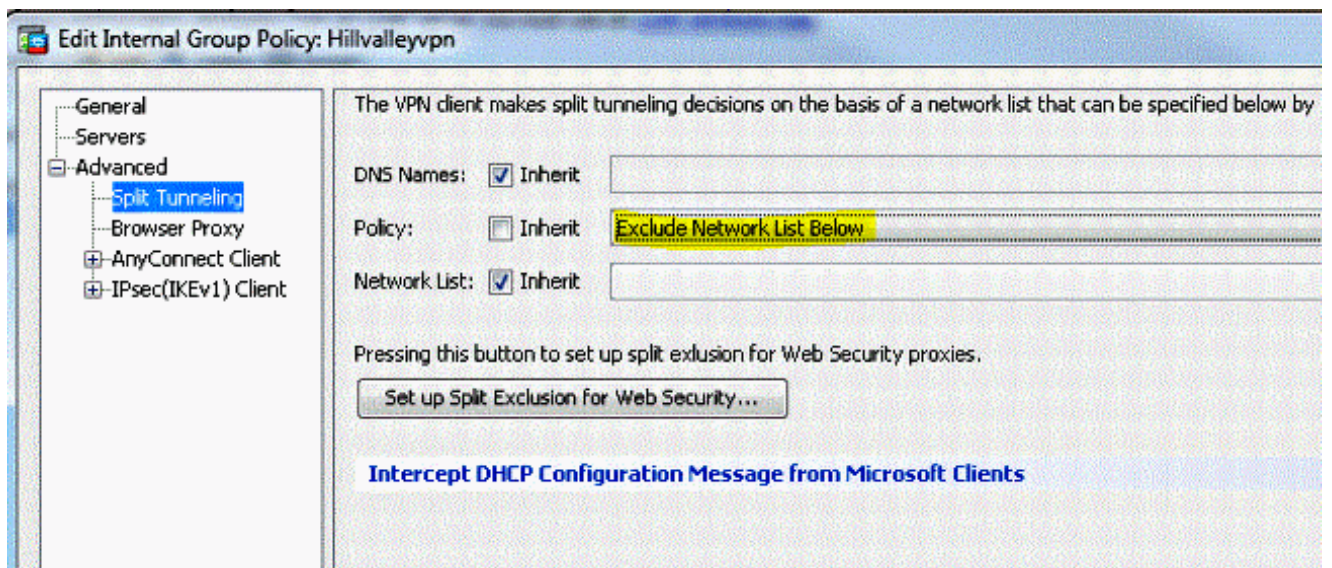 Edit Internal Group Policy: Hillvalleyvpn
General
Servers
Advanced
Split Tunneling
Browser Proxy
AnyConnect Client
IPsec(IKEv1) Client
The VPN client makes split tunneling decisions on the basis of a network list that can be specified below by
DNS Names: Inherit
Policy: Inherit Exclude Network List Below
Network List: Inherit
Pressing this button to set up split exlusion for Web Security proxies.
Set up Split Exclusion for Web Security...
Intercept DHCP Configuration Message from Microsoft Clients